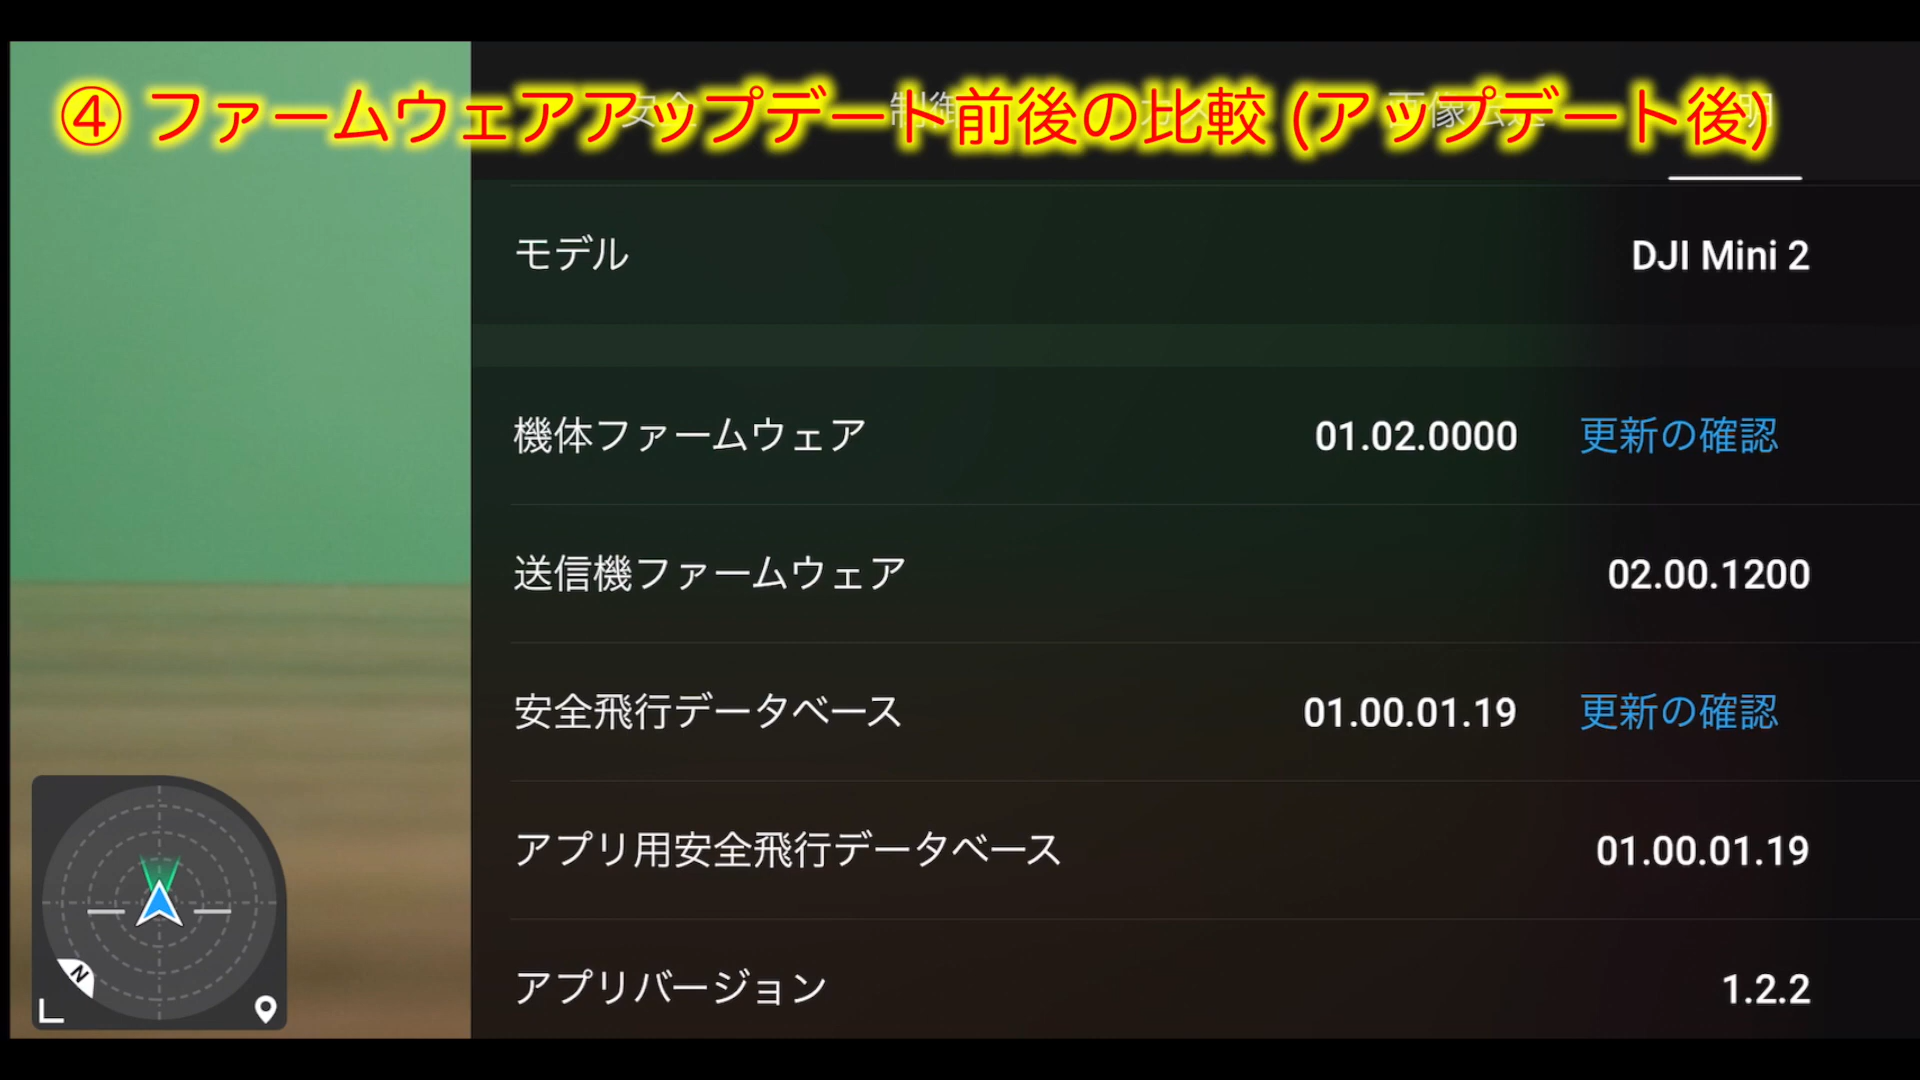 ④ ファームウェアアップデート前後の比較 (アップデート後)
モデル DJI Mini 2
機体ファームウェア 01.02.0000 更新の確認
送信機ファームウェア 02.00.1200
安全飛行データベース 01.00.01.19 更新の確認
アプリ用安全飛行データベース 01.00.01.19
アプリバージョン 1.2.2
N